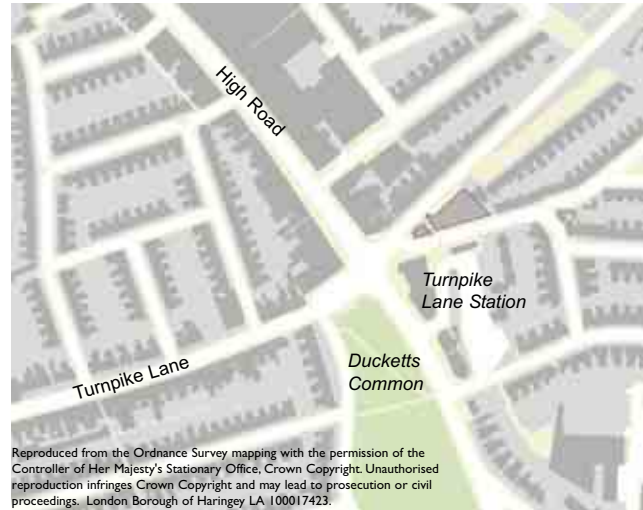 High Road
Turnpike
Lane Station
Ducketts
Common
Turnpike Lane
Reproduced from the Ordnance Survey mapping with the permission of the
Controller of Her Majesty's Stationary Office, Crown Copyright. Unauthorised
reproduction infringes Crown Copyright and may lead to prosecution or civil
proceedings.  London Borough of Haringey LA 100017423.